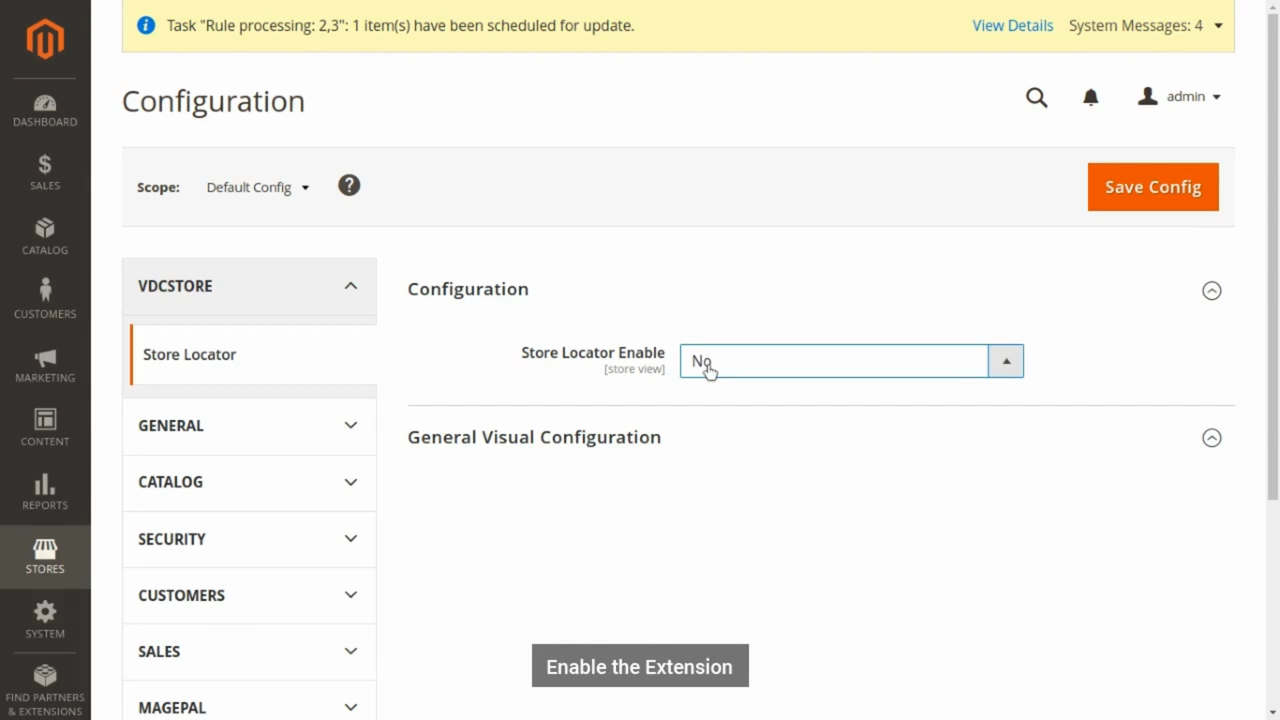 Task "Rule processing: 2,3": 1 item(s) have been scheduled for update.
View Details
System Messages: 4
Configuration
admin
Scope:
Default Config
?
Save Config
DASHBOARD
SALES
CATALOG
CUSTOMERS
MARKETING
CONTENT
REPORTS
STORES
SYSTEM
FIND PARTNERS
& EXTENSIONS
VDCSTORE
Store Locator
GENERAL
CATALOG
SECURITY
CUSTOMERS
SALES
MAGEPAL
Configuration
Store Locator Enable
[store view]
No
General Visual Configuration
Enable the Extension